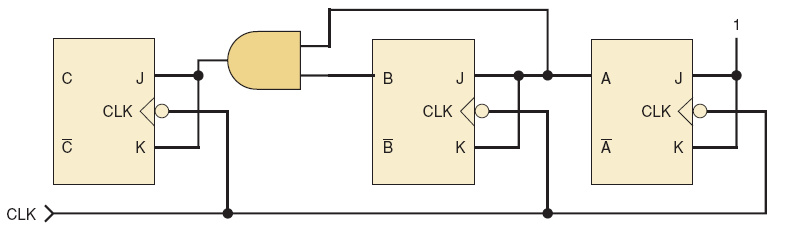 1
C J B J A J
CLK CLK CLK
C̅ K B̅ K A̅ K
CLK